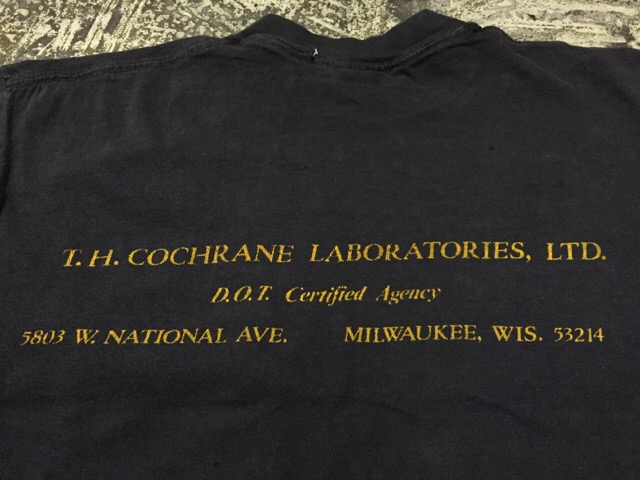 T.H. COCHRANE LABORATORIES, LTD.
D.O.T. Certified Agency
5803 W. NATIONAL AVE. MILWAUKEE, WIS. 53214